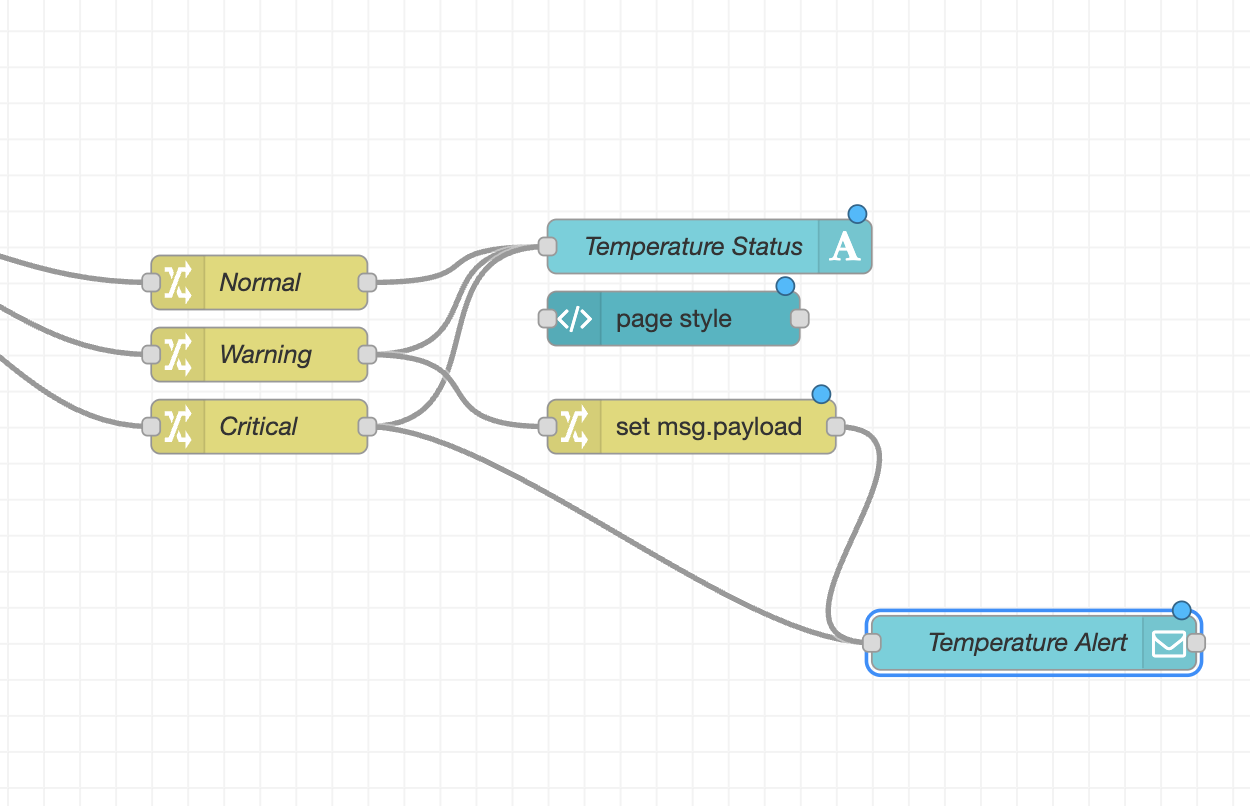 Temperature Status
Normal
page style
Warning
Critical
set msg.payload
Temperature Alert